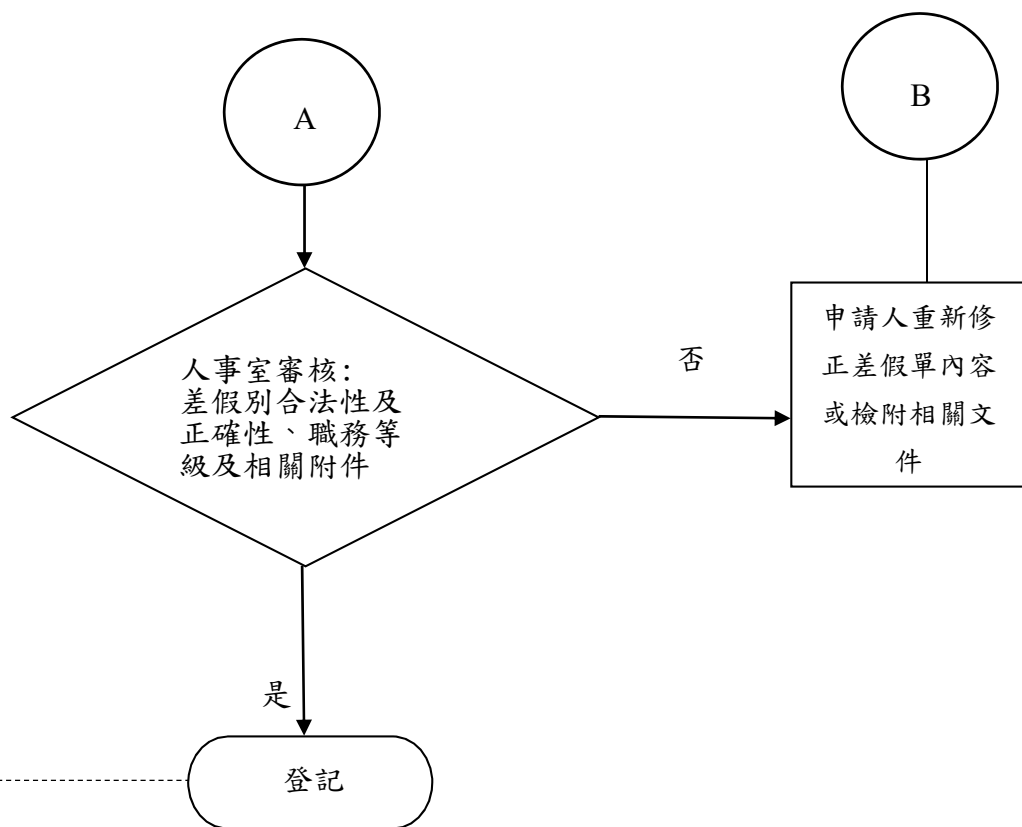 A
B
人事室審核:
差假別合法性及
正確性、職務等
級及相關附件
否
申請人重新修
正差假單內容
或檢附相關文
件
是
登記